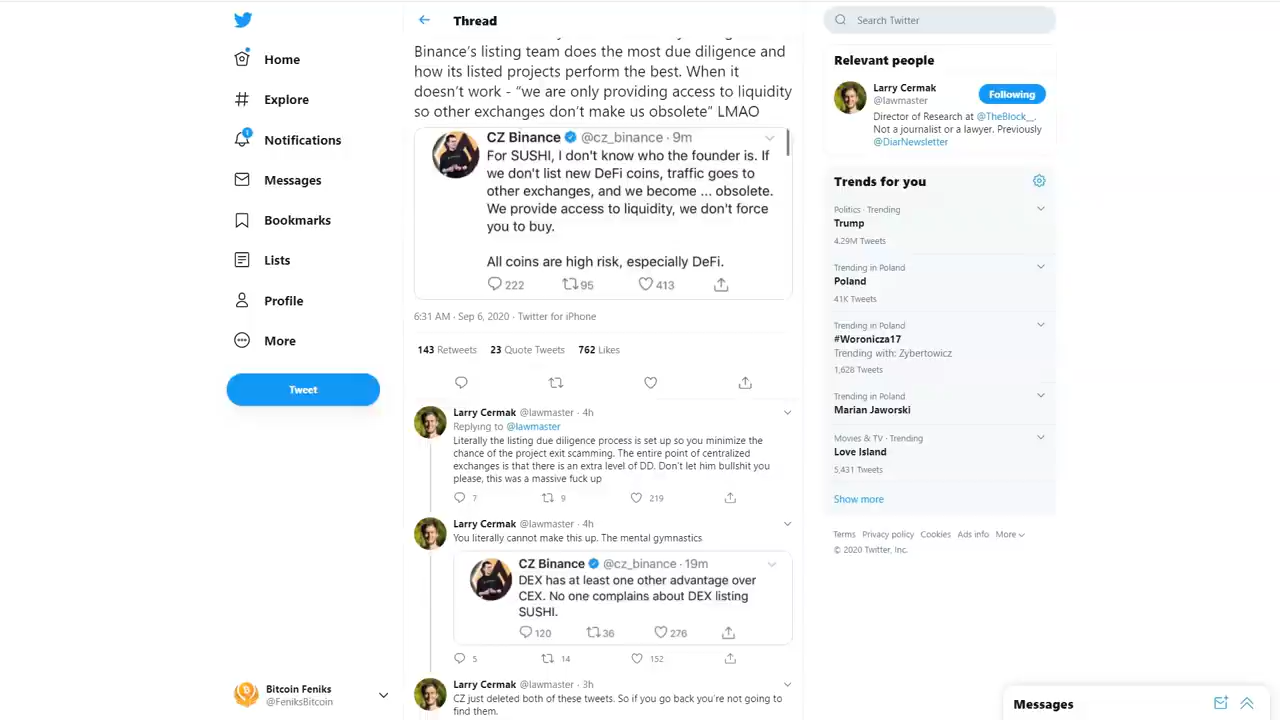 Home
Explore
1
Notifications
Messages
Bookmarks
Lists
Profile
More
Tweet
Bitcoin Feniks
@FeniksBitcoin
Thread
Binance’s listing team does the most due diligence and
how its listed projects perform the best. When it
doesn’t work - “we are only providing access to liquidity
so other exchanges don’t make us obsolete” LMAO
CZ Binance @cz_binance · 9m
For SUSHI, I don't know who the founder is. If
we don't list new DeFi coins, traffic goes to
other exchanges, and we become ... obsolete.
We provide access to liquidity, we don't force
you to buy.
All coins are high risk, especially DeFi.
222 95 413
6:31 AM · Sep 6, 2020 · Twitter for iPhone
143 Retweets 23 Quote Tweets 762 Likes
Larry Cermak @lawmaster · 4h
Replying to @lawmaster
Literally the listing due diligence process is set up so you minimize the
chance of the project exit scamming. The entire point of centralized
exchanges is that there is an extra level of DD. Don't let him bullshit you
please, this was a massive fuck up
7 9 219
Larry Cermak @lawmaster · 4h
You literally cannot make this up. The mental gymnastics
CZ Binance @cz_binance · 19m
DEX has at least one other advantage over
CEX. No one complains about DEX listing
SUSHI.
120 36 276
5 14 152
Larry Cermak @lawmaster · 3h
CZ just deleted both of these tweets. So if you go back you're not going to
find them.
Search Twitter
Relevant people
Larry Cermak
@lawmaster
Following
Director of Research at @TheBlock__.
Not a journalist or a lawyer. Previously
@DiarNewsletter
Trends for you
Politics · Trending
Trump
4.29M Tweets
Trending in Poland
Poland
41K Tweets
Trending in Poland
#Woronicza17
Trending with: Zybertowicz
1,628 Tweets
Trending in Poland
Marian Jaworski
Movies & TV · Trending
Love Island
5,431 Tweets
Show more
Terms Privacy policy Cookies Ads info More
© 2020 Twitter, Inc.
Messages